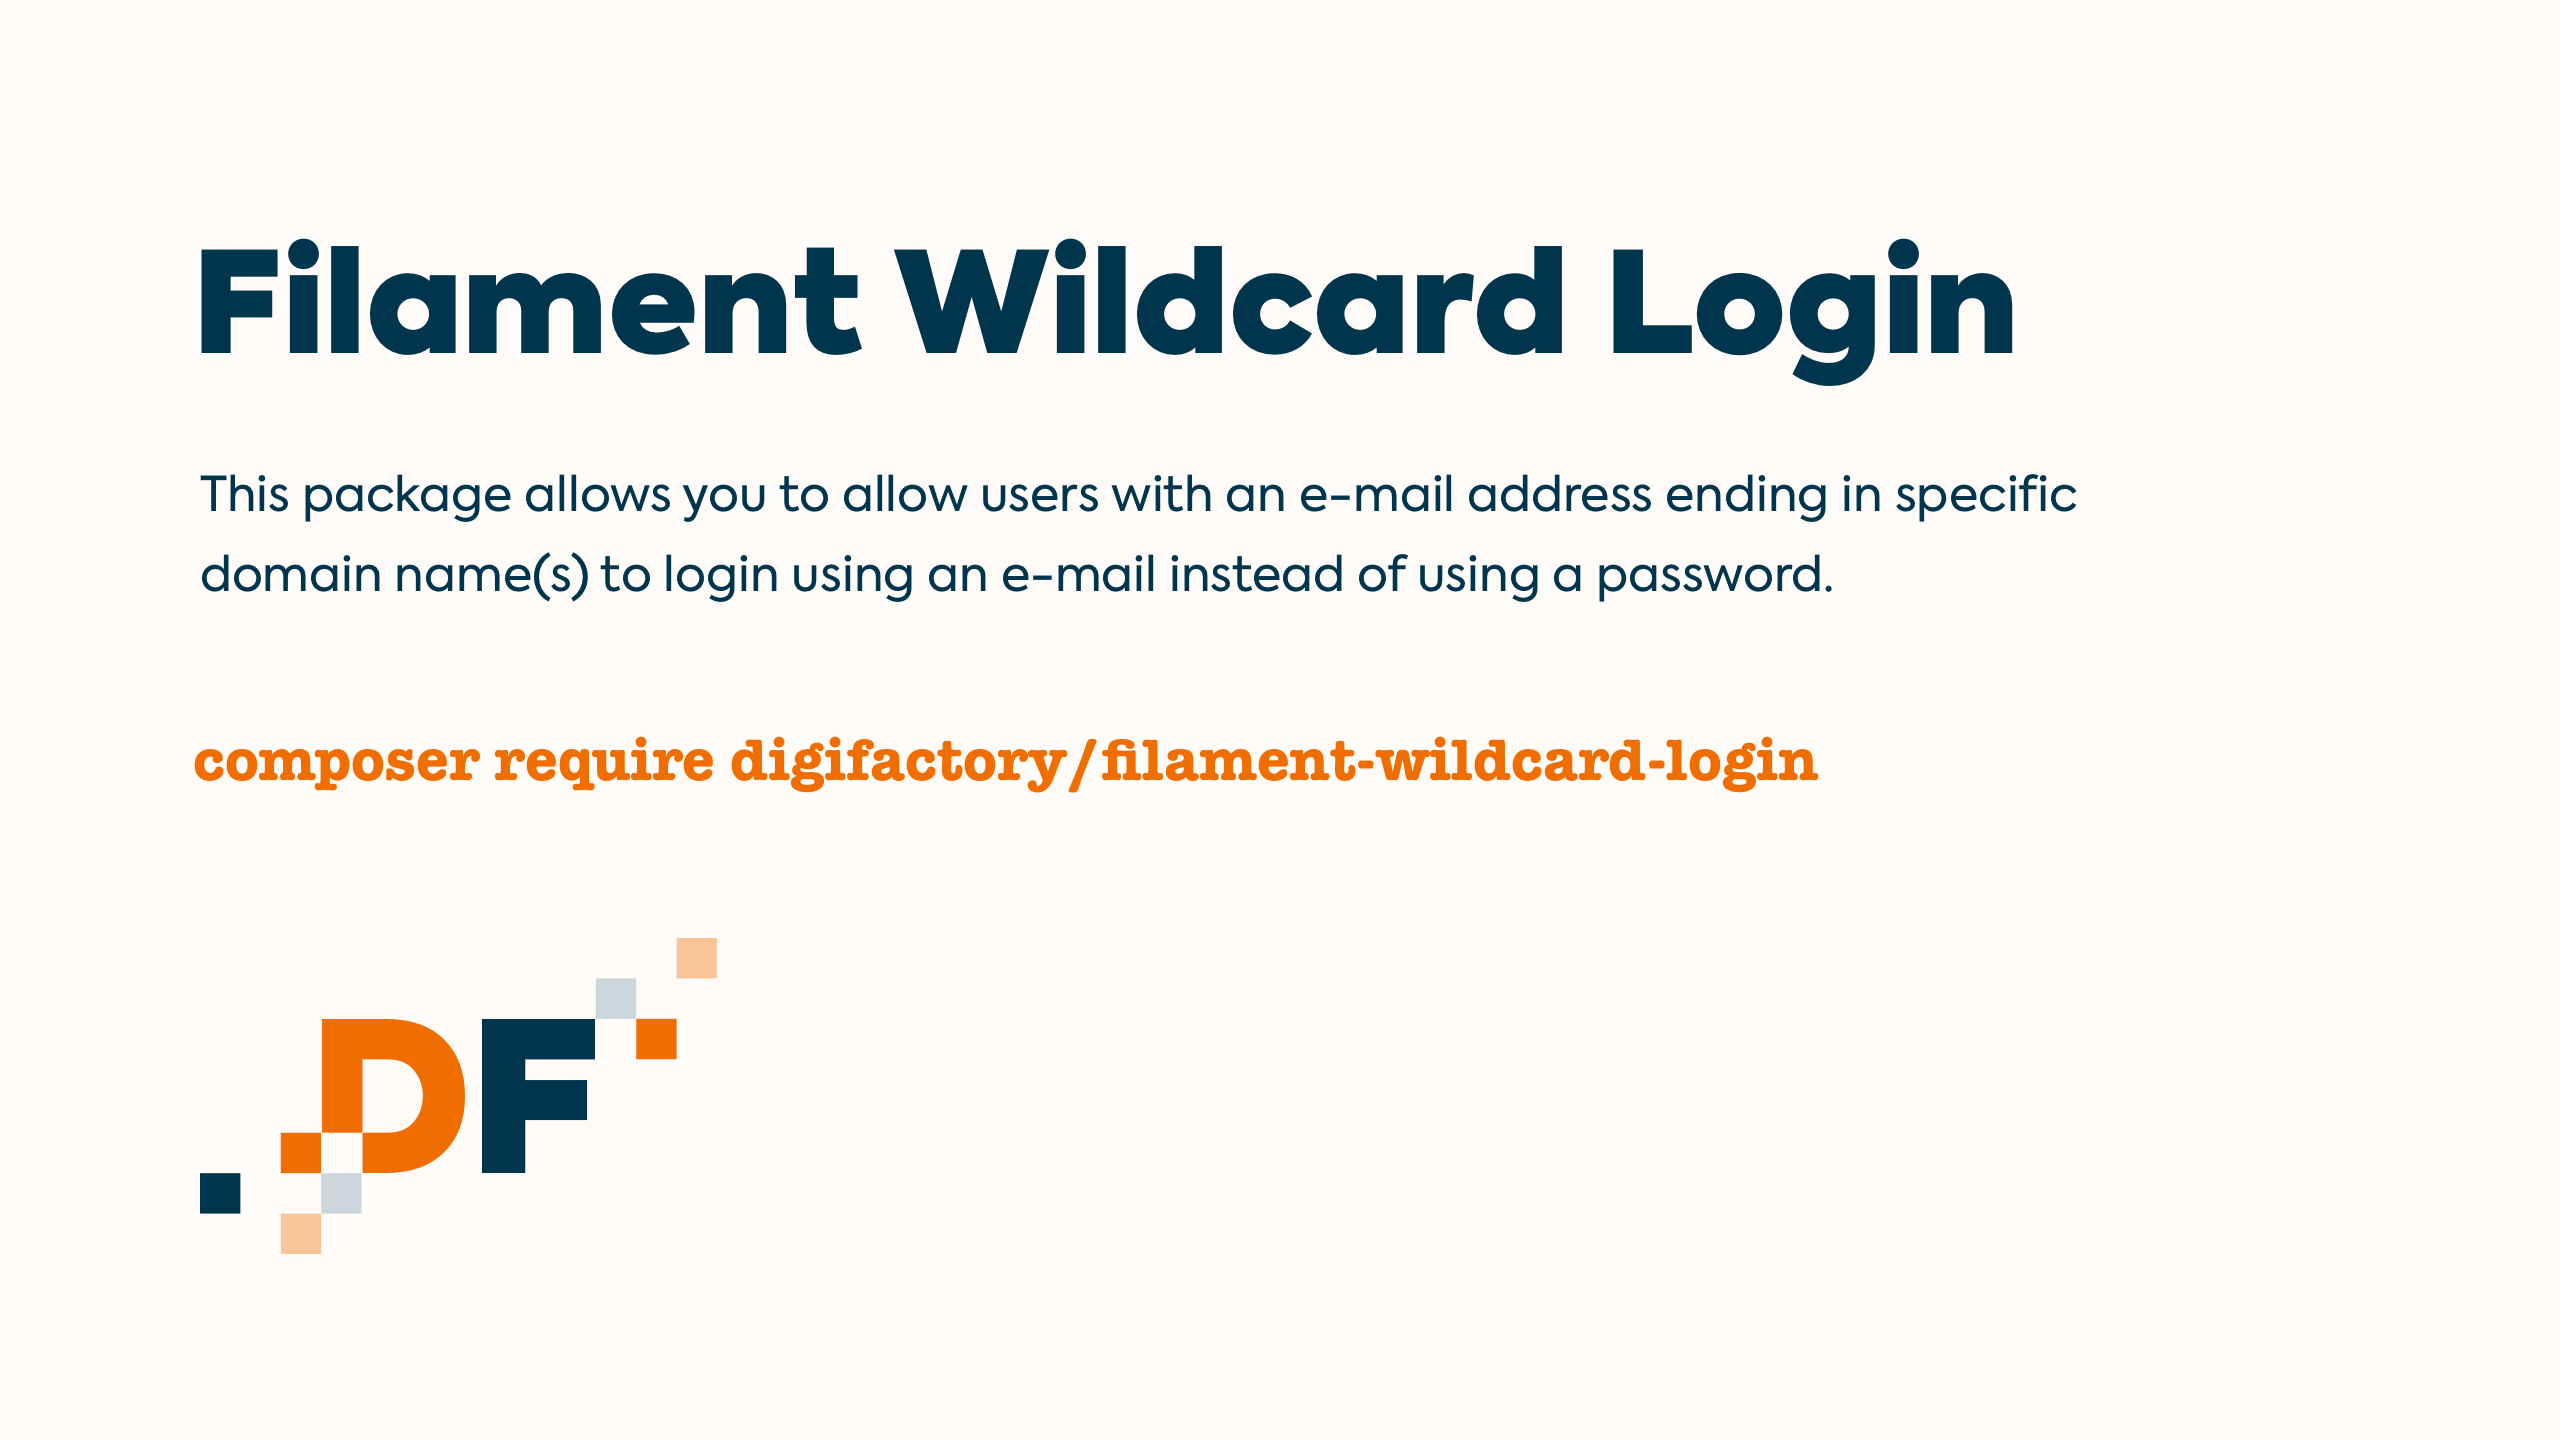 Filament Wildcard Login
This package allows you to allow users with an e-mail address ending in specific
domain name(s) to login using an e-mail instead of using a password.
composer require digifactory/filament-wildcard-login
DF